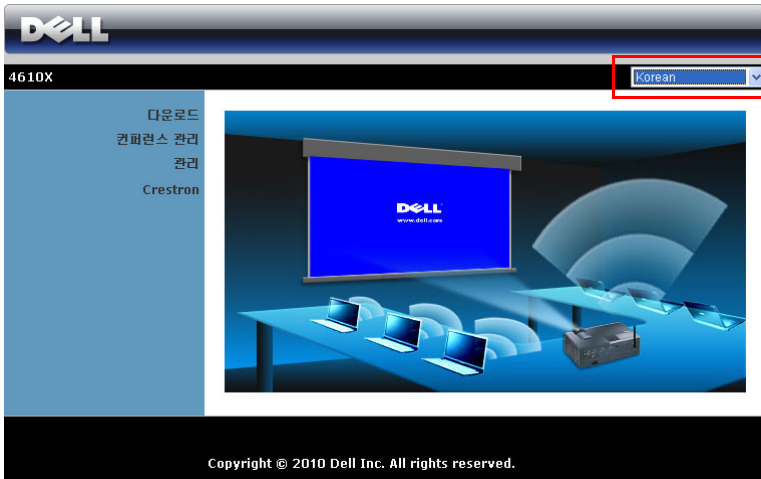 DELL
4610X
Korean
다운로드
컨퍼런스 관리
관리
Crestron
DELL
www.dell.com
Copyright © 2010 Dell Inc. All rights reserved.